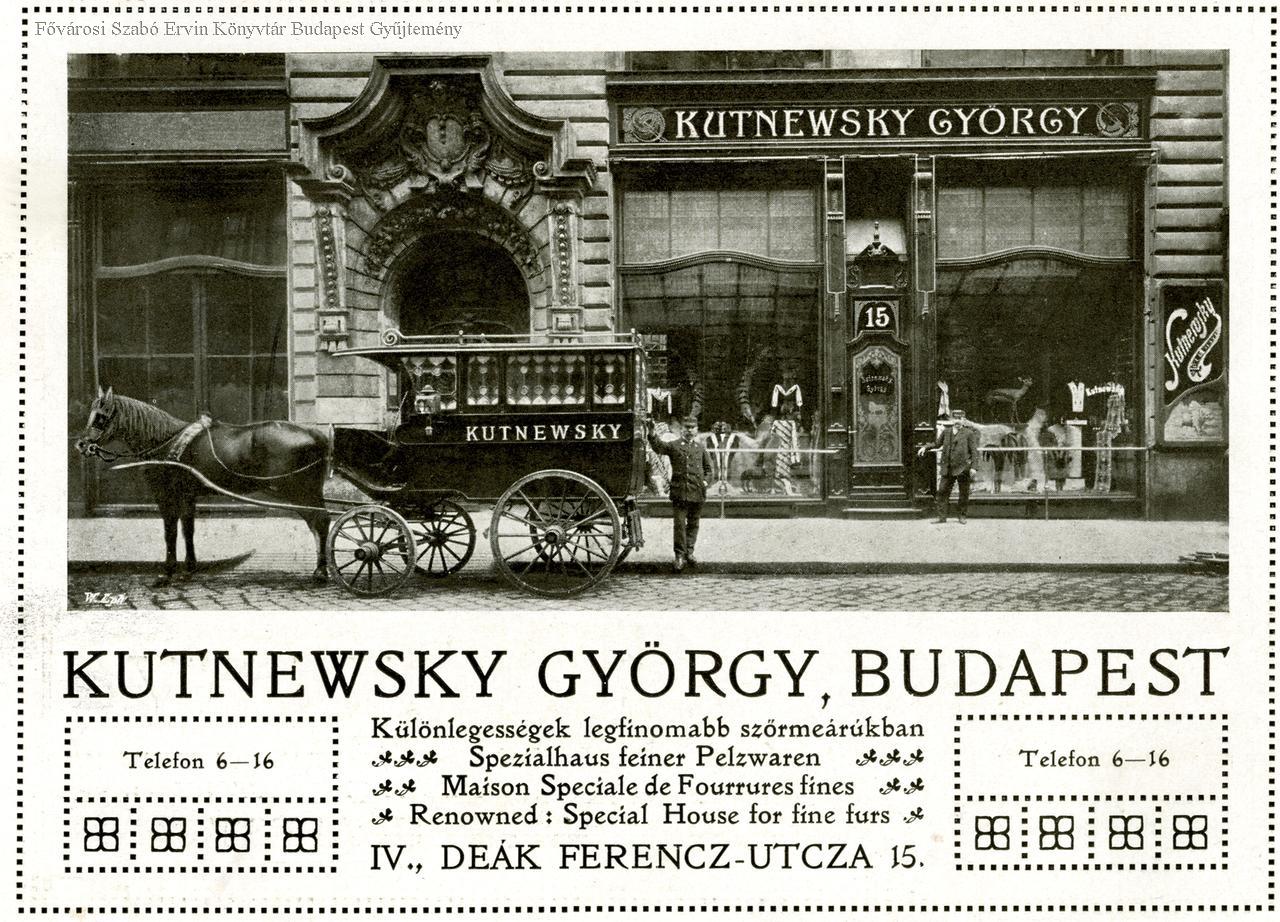 Fővárosi Szabó Ervin Könyvtár Budapest Gyűjtemény
KUTNEWSKY GYÖRGY
15
Kutnewsky
KUTNEWSKY
Kutnewsky
KUTNEWSKY GYÖRGY, BUDAPEST
Telefon 6—16
Különlegességek legfinomabb szőrmeárúkban
Spezialhaus feiner Pelzwaren
Maison Speciale de Fourrures fines
Renowned: Special House for fine furs
IV., DEÁK FERENCZ-UTCZA 15.
Telefon 6—16